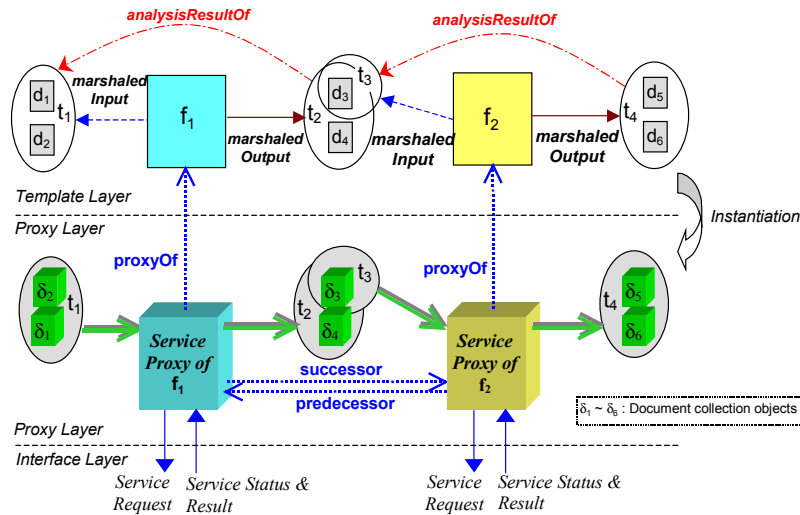 analysisResultOf
analysisResultOf
d1
d2
t1
marshaled
Input
f1
marshaled
Output
t2
t3
d3
d4
marshaled
Input
f2
marshaled
Output
t4
d5
d6
Template Layer
Proxy Layer
Instantiation
proxyOf
proxyOf
δ2
δ1
t1
Service
Proxy of
f1
t2
t3
δ3
δ4
Service
Proxy of
f2
t4
δ5
δ6
successor
predecessor
δ1 ~ δ6 : Document collection objects
Proxy Layer
Interface Layer
Service
Request
Service Status &
Result
Service
Request
Service Status &
Result